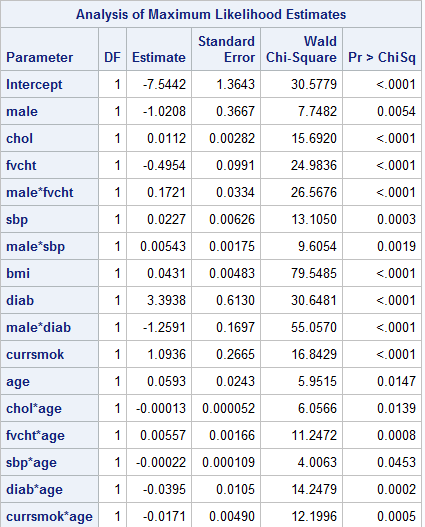 Analysis of Maximum Likelihood Estimates
Parameter DF Estimate Standard Error Wald Chi-Square Pr > ChiSq
Intercept 1 -7.5442 1.3643 30.5779 <.0001
male 1 -1.0208 0.3667 7.7482 0.0054
chol 1 0.0112 0.00282 15.6920 <.0001
fvcht 1 -0.4954 0.0991 24.9836 <.0001
male*fvcht 1 0.1721 0.0334 26.5676 <.0001
sbp 1 0.0227 0.00626 13.1050 0.0003
male*sbp 1 0.00543 0.00175 9.6054 0.0019
bmi 1 0.0431 0.00483 79.5485 <.0001
diab 1 3.3938 0.6130 30.6481 <.0001
male*diab 1 -1.2591 0.1697 55.0570 <.0001
currsmok 1 1.0936 0.2665 16.8429 <.0001
age 1 0.0593 0.0243 5.9515 0.0147
chol*age 1 -0.00013 0.000052 6.0566 0.0139
fvcht*age 1 0.00557 0.00166 11.2472 0.0008
sbp*age 1 -0.00022 0.000109 4.0063 0.0453
diab*age 1 -0.0395 0.0105 14.2479 0.0002
currsmok*age 1 -0.0171 0.00490 12.1996 0.0005